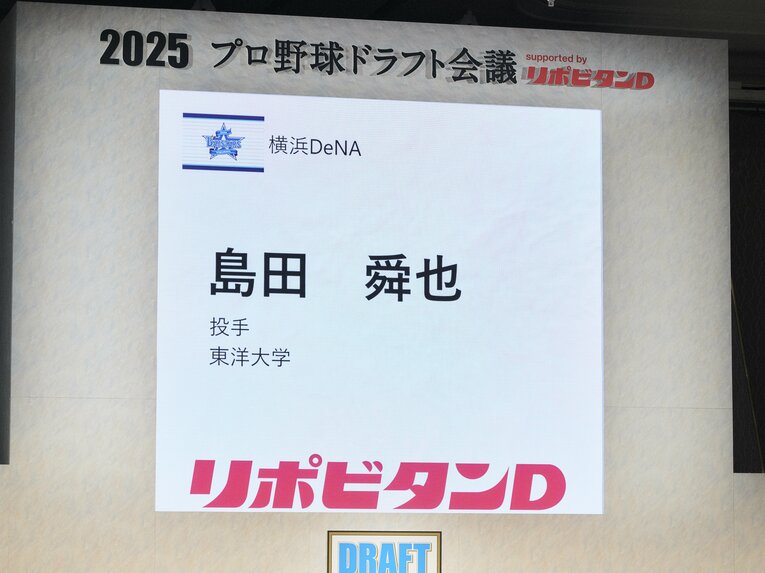 2025 プロ野球ドラフト会議 supported by リポビタンD
横浜DeNA
島田 舜也
投手
東洋大学
リポビタンD
DRAFT